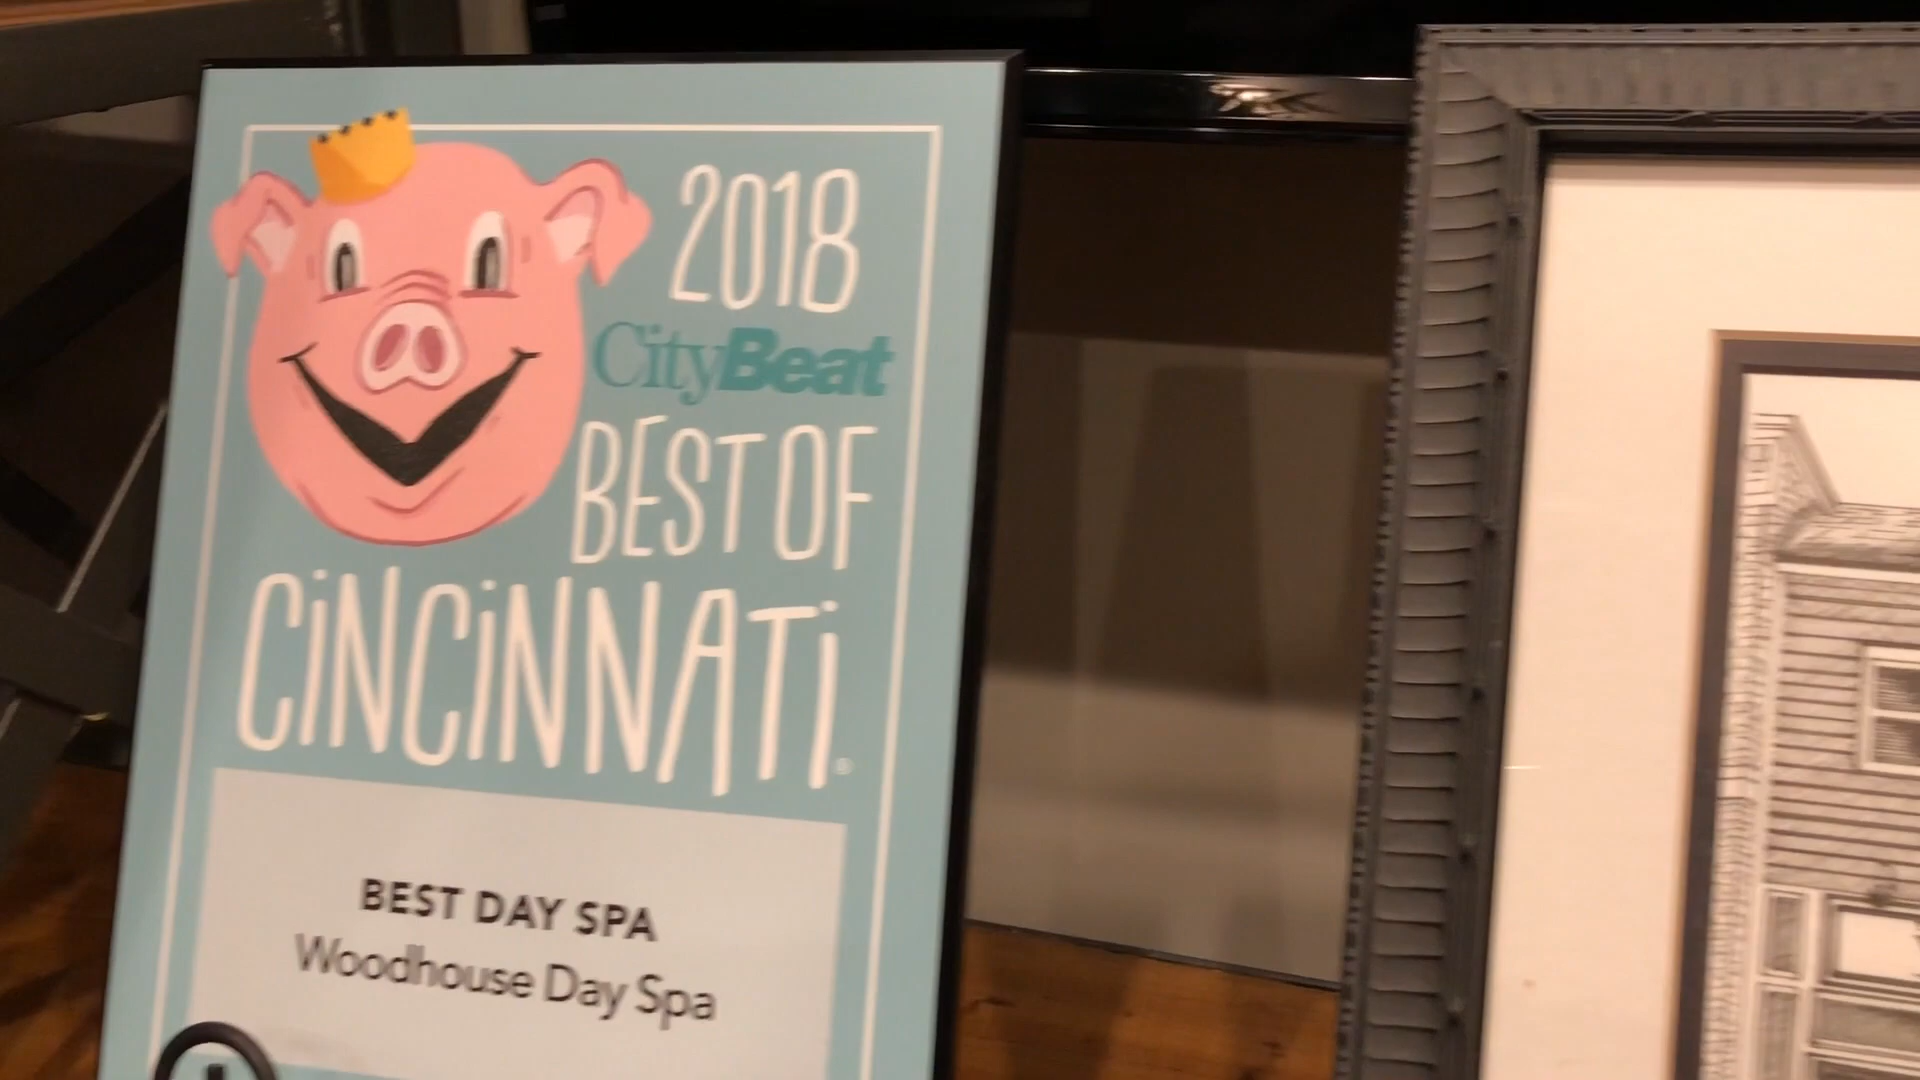 2018
CityBeat
BEST OF
CiNCiNNATi
BEST DAY SPA
Woodhouse Day Spa